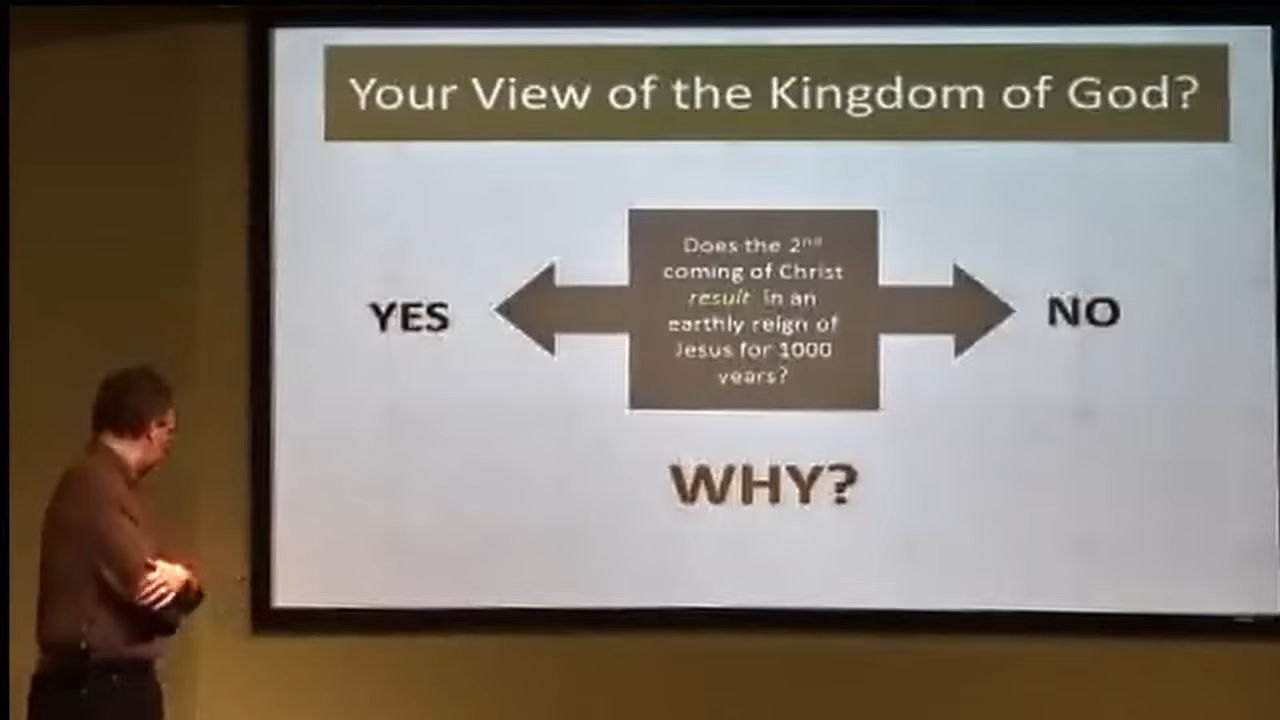 Your View of the Kingdom of God?
Does the 2nd
coming of Christ
result in an
earthly reign of
Jesus for 1000
years?
YES
NO
WHY?